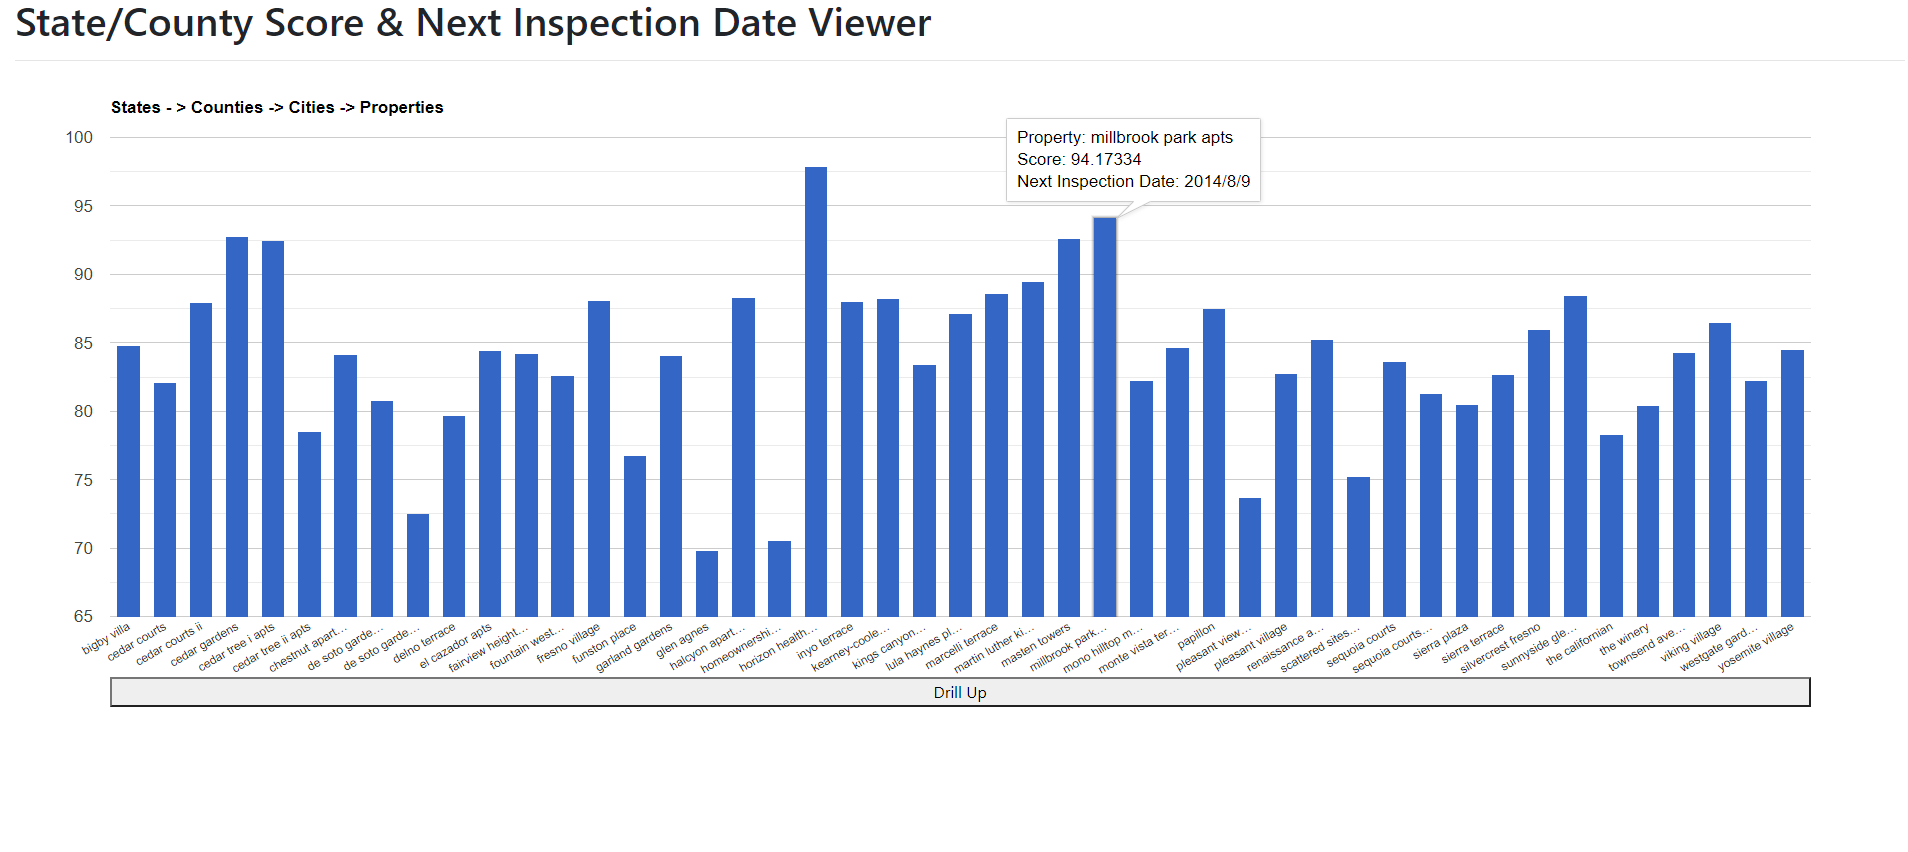 State/County Score & Next Inspection Date Viewer
States - > Counties -> Cities -> Properties
Property: millbrook park apts
Score: 94.17334
Next Inspection Date: 2014/8/9
100
95
90
85
80
75
70
65
bigby villa
cedar courts
cedar courts ii
cedar gardens
cedar tree i apts
cedar tree ii apts
chestnut apart...
de soto garde...
de soto garde...
delno terrace
el cazador apts
fairview height...
fountain west...
fresno village
funston place
garland gardens
glen agnes
halcyon apart...
homeownershi...
horizon health...
inyo terrace
kearney-coole...
kings canyon...
lula haynes pl...
marcelli terrace
martin luther ki...
masten towers
millbrook park...
mono hilltop m...
monte vista ter...
papillon
pleasant view...
pleasant village
renaissance a...
scattered sites...
sequoia courts
sequoia courts...
sierra plaza
sierra terrace
silvercrest fresno
sunnyside gle...
the californian
the winery
townsend ave...
viking village
westgate gard...
yosemite village
Drill Up